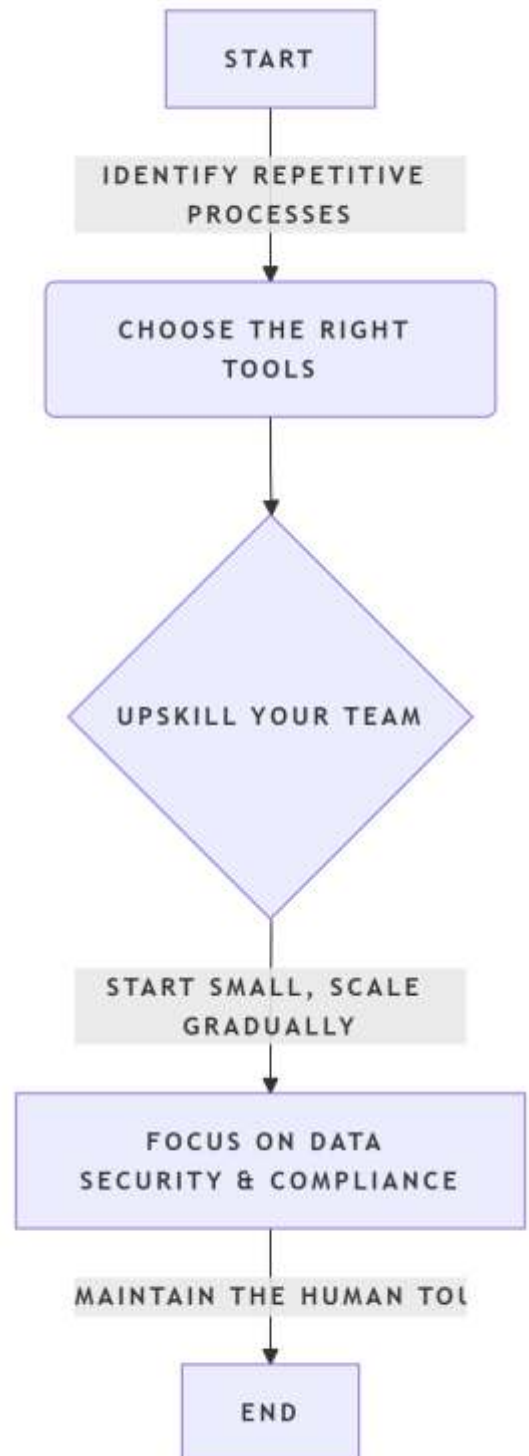 START
IDENTIFY REPETITIVE
PROCESSES
CHOOSE THE RIGHT
TOOLS
UPSKILL YOUR TEAM
START SMALL, SCALE
GRADUALLY
FOCUS ON DATA
SECURITY & COMPLIANCE
MAINTAIN THE HUMAN
END